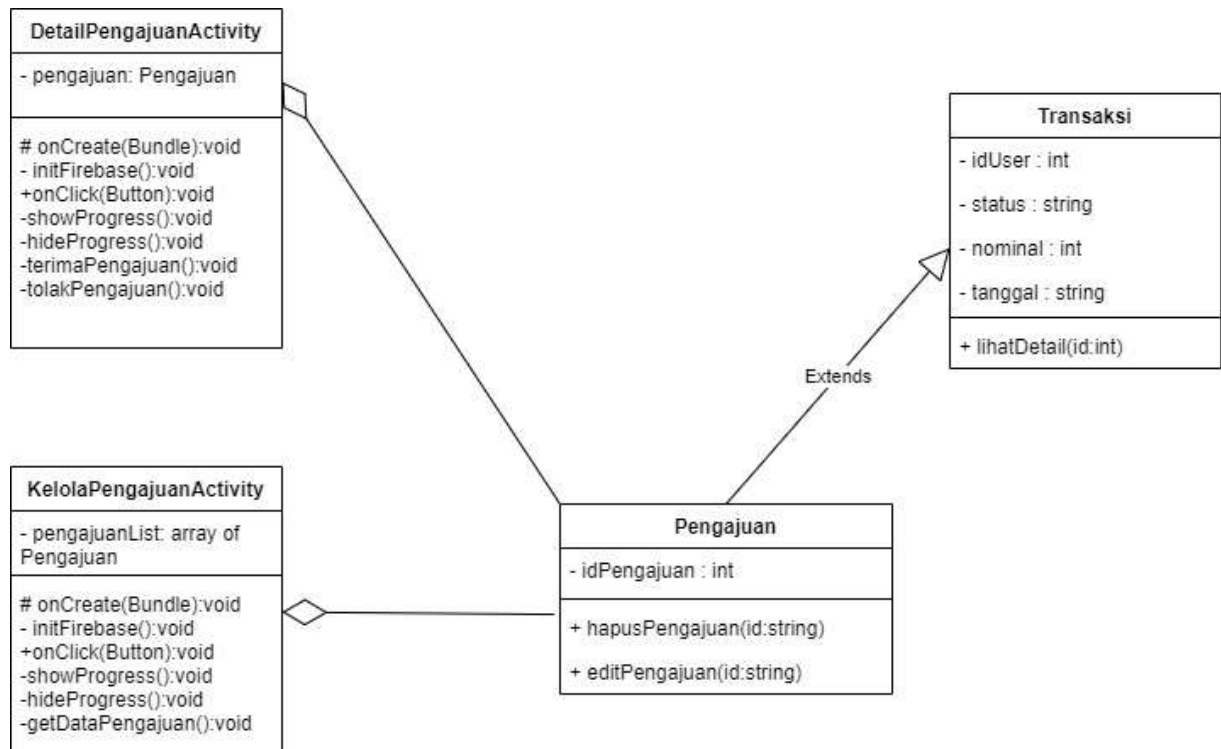 DetailPengajuanActivity
- pengajuan: Pengajuan
# onCreate(Bundle):void
- initFirebase():void
+onClick(Button):void
-showProgress():void
-hideProgress():void
-terimaPengajuan():void
-tolakPengajuan():void
Transaksi
- idUser : int
- status : string
- nominal : int
- tanggal : string
+ lihatDetail(id:int)
Extends
KelolaPengajuanActivity
- pengajuanList: array of
Pengajuan
# onCreate(Bundle):void
- initFirebase():void
+onClick(Button):void
-showProgress():void
-hideProgress():void
-getDataPengajuan():void
Pengajuan
- idPengajuan : int
+ hapusPengajuan(id:string)
+ editPengajuan(id:string)